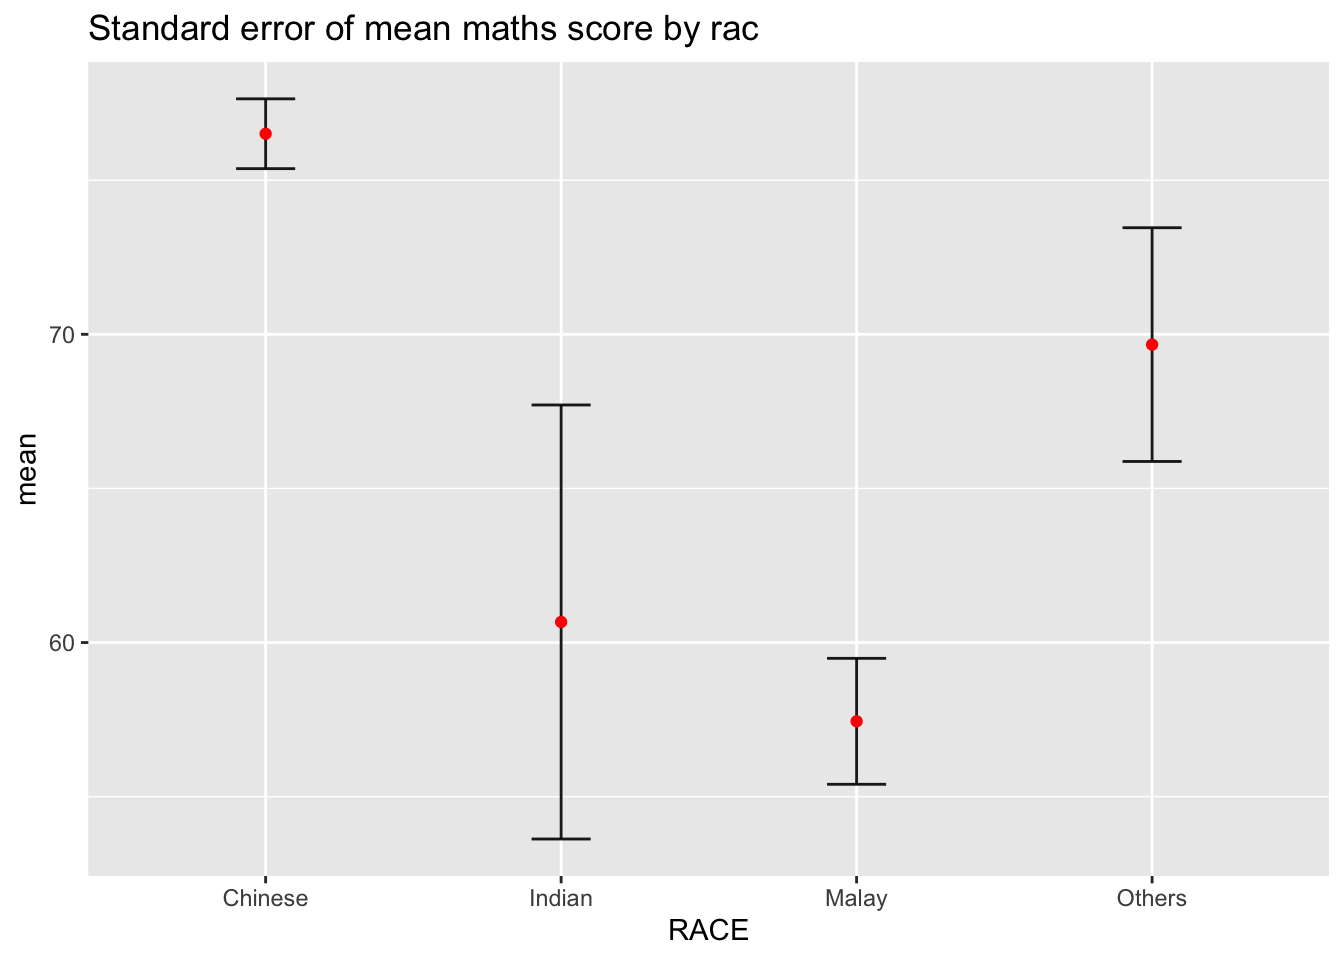 Standard error of mean maths score by rac
70
60
mean
Chinese Indian Malay Others
RACE